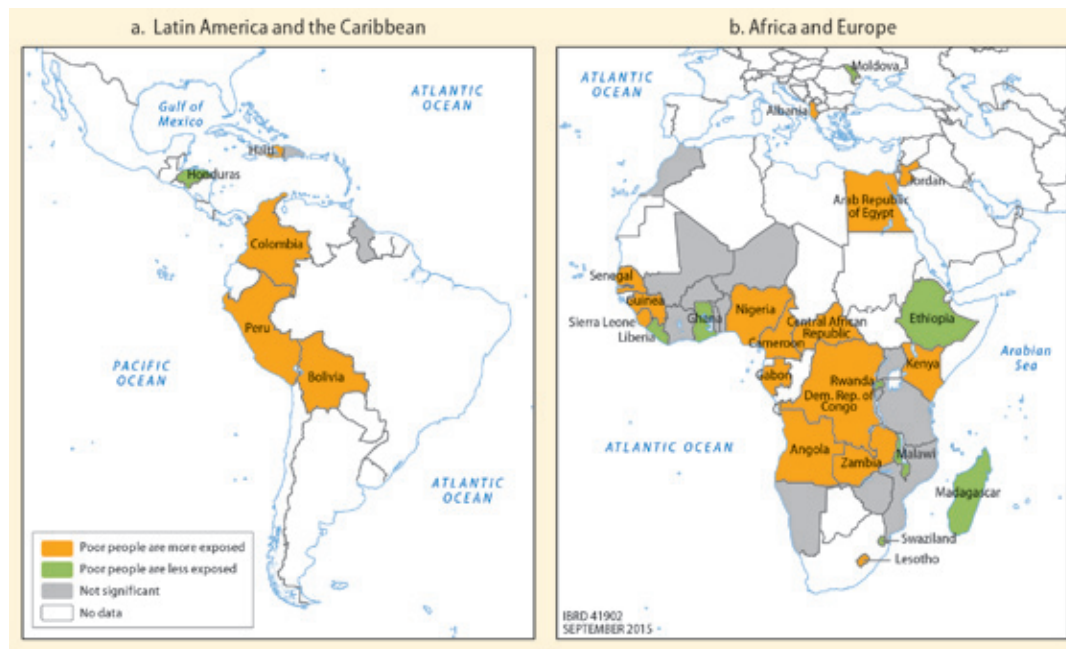 a. Latin America and the Caribbean
ATLANTIC
OCEAN
Gulf of
Mexico
Haiti
Honduras
Colombia
Peru
PACIFIC
OCEAN
Bolivia
ATLANTIC
OCEAN
Poor people are more exposed
Poor people are less exposed
Not significant
No data
b. Africa and Europe
ATLANTIC
OCEAN
Moldova
Albania
Jordan
Arab Republic
of Egypt
Senegal
Guinea
Sierra Leone
Liberia
Ghana
Nigeria
Central African
Republic
Cameroon
Ethiopia
Gabon
Kenya
Arabian
Sea
Rwanda
Dem. Rep. of
Congo
ATLANTIC OCEAN
Angola
Zambia
Malawi
Madagascar
Swaziland
Lesotho
IBRD 41902
SEPTEMBER 2015